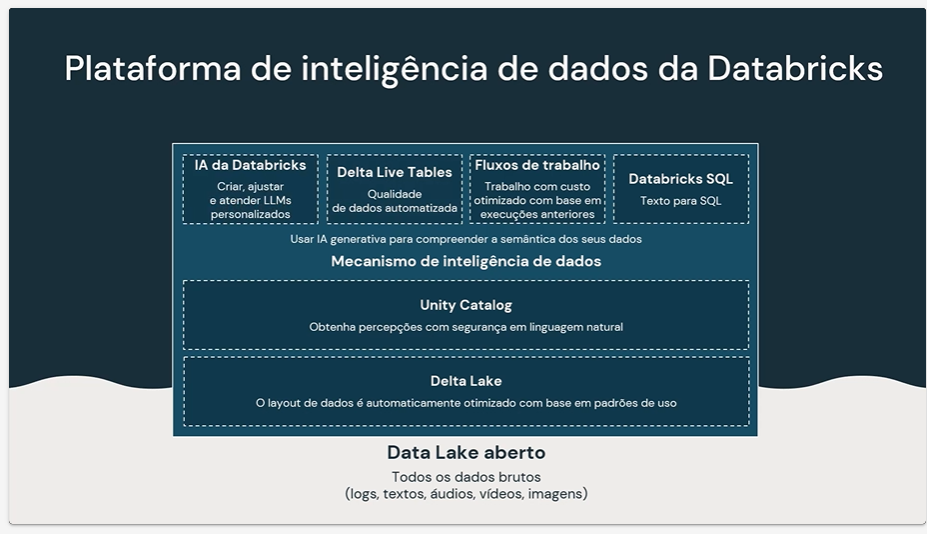 Plataforma de inteligência de dados da Databricks
IA da Databricks
Criar, ajustar
e atender LLMs
personalizados
Delta Live Tables
Qualidade
de dados automatizada
Fluxos de trabalho
Trabalho com custo
otimizado com base em
execuções anteriores
Databricks SQL
Texto para SQL
Usar IA generativa para compreender a semântica dos seus dados
Mecanismo de inteligência de dados
Unity Catalog
Obtenha percepções com segurança em linguagem natural
Delta Lake
O layout de dados é automaticamente otimizado com base em padrões de uso
Data Lake aberto
Todos os dados brutos
(logs, textos, áudios, vídeos, imagens)